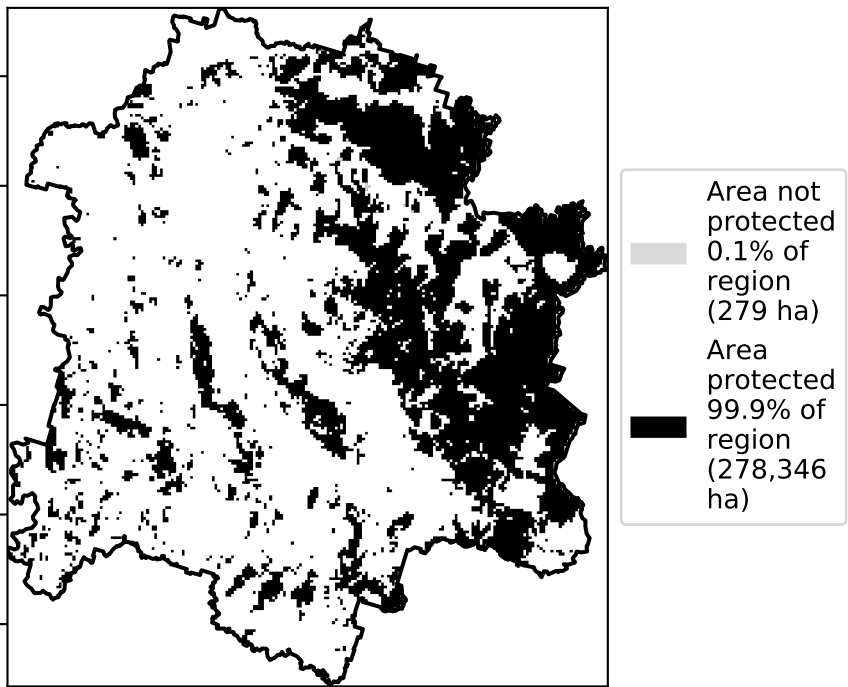 Area not
protected
0.1% of
region
(279 ha)
Area
protected
99.9% of
region
(278,346
ha)